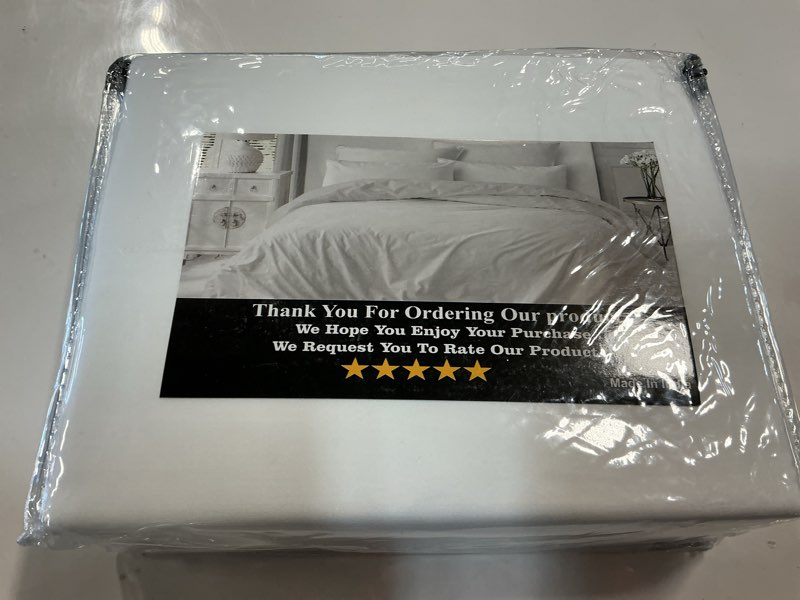 Thank You For Ordering Our products
We Hope You Enjoy Your Purchase
We Request You To Rate Our Product
Made In